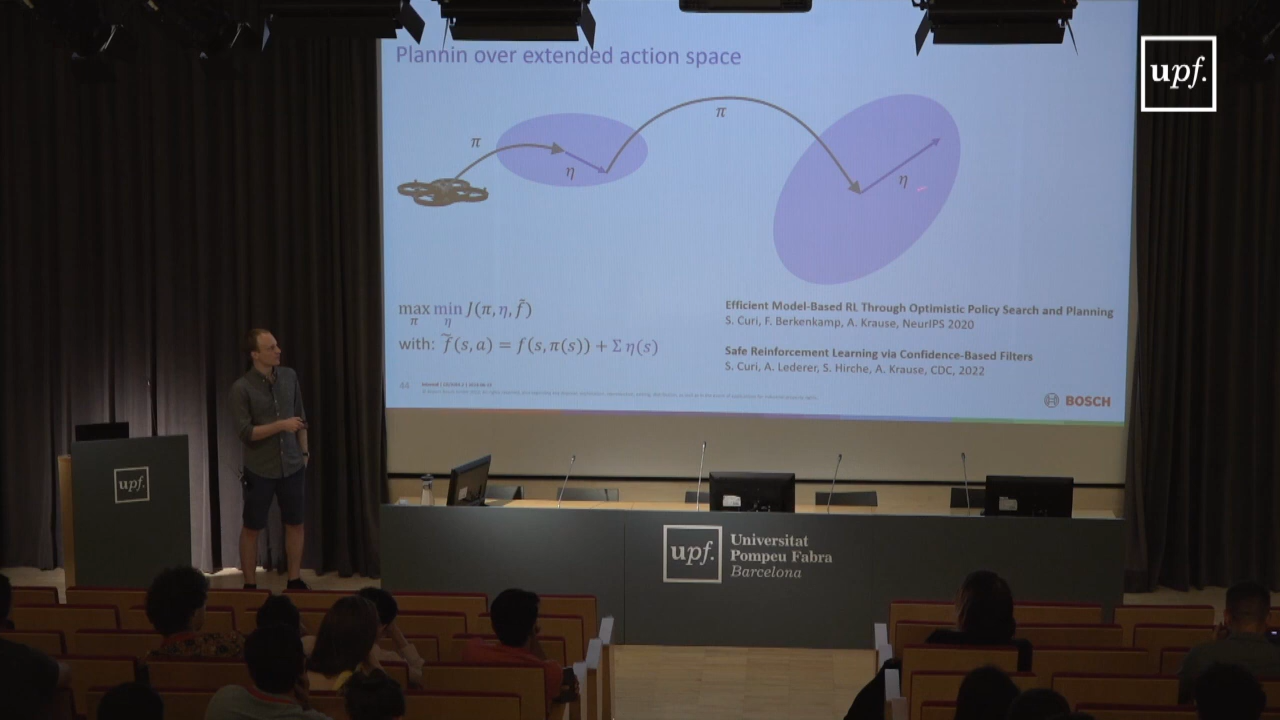 Plannin over extended action space
upf.
π
π
η
η
max min J(π, η, f̃)
π η
with: f̃(s, a) = f(s, π(s)) + Σ η(s)
Efficient Model-Based RL Through Optimistic Policy Search and Planning
S. Curi, F. Berkenkamp, A. Krause, NeurIPS 2020
Safe Reinforcement Learning via Confidence-Based Filters
S. Curi, A. Lederer, S. Hirche, A. Krause, CDC, 2022
44
BOSCH
upf.
upf.
Universitat
Pompeu Fabra
Barcelona